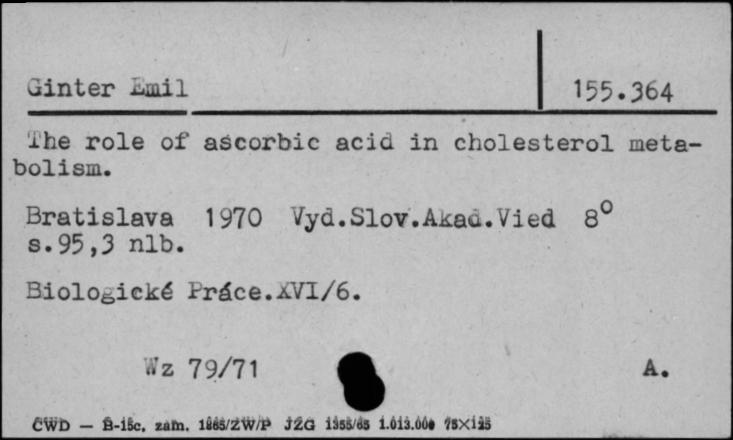 Ginter Emil
155.364
The role of ascorbic acid in cholesterol meta-
bolism.
Bratislava 1970 Vyd.Slov.Akad.Vied 8°
s.95,3 nlb.
Biologické Práce.XVI/6.
Wz 79/71 A.
CWD — B-15c, zam. 1865/ZW/P JZG 1355/65 1.013.000 75×125